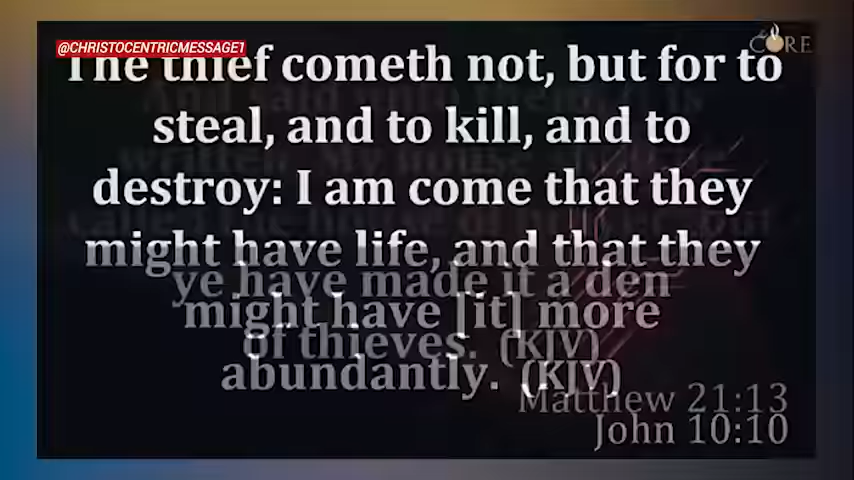 @CHRISTOCENTRICMESSAGE1
CORE
The thief cometh not, but for to
steal, and to kill, and to
destroy: I am come that they
might have life, and that they
ye have made it a den
might have [it] more
of thieves. (KJV)
abundantly. (KJV)
Matthew 21:13
John 10:10